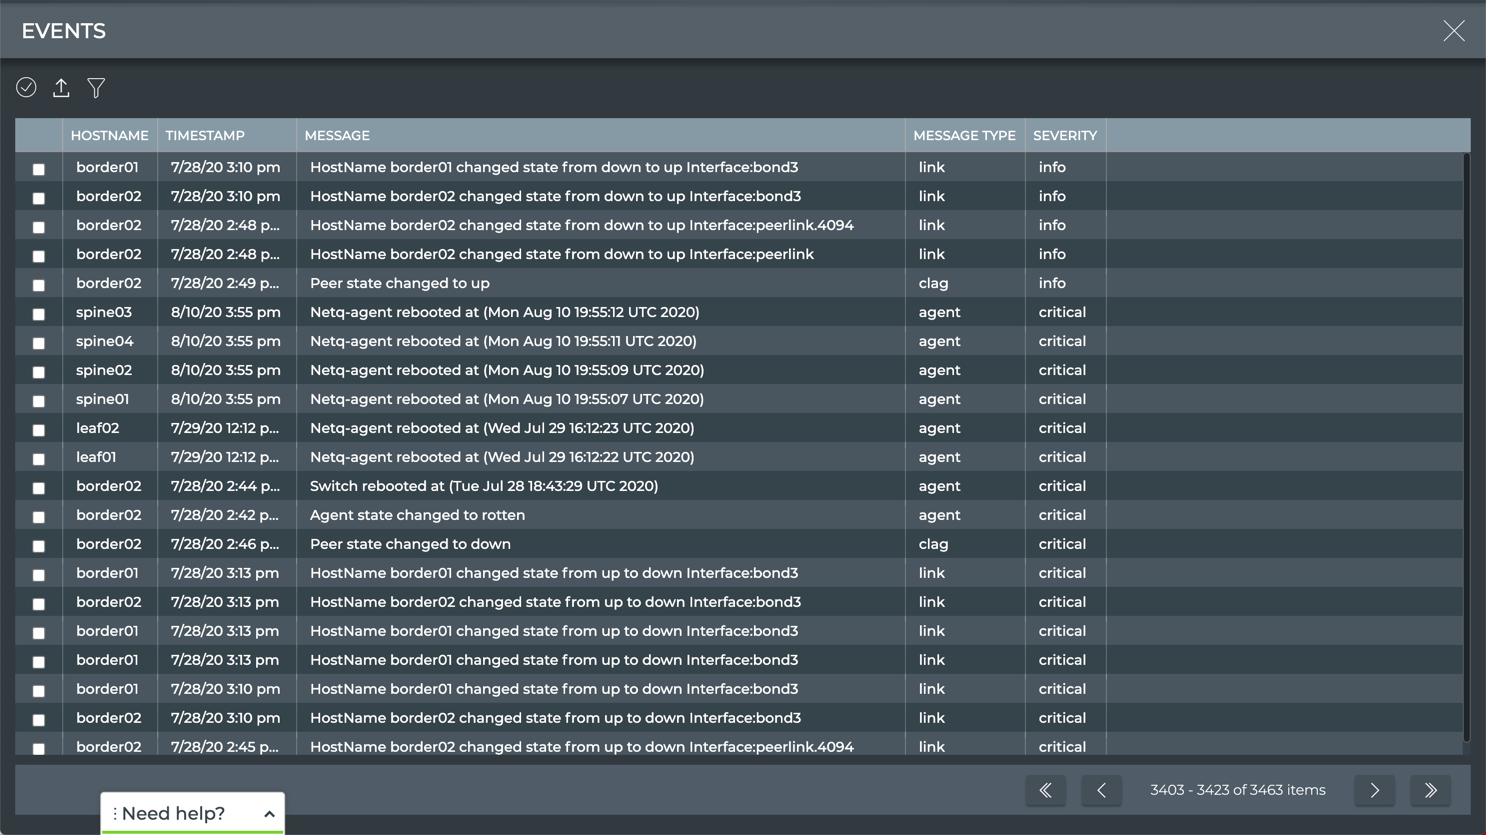 EVENTS
HOSTNAME TIMESTAMP MESSAGE MESSAGE TYPE SEVERITY
border01 7/28/20 3:10 pm HostName border01 changed state from down to up Interface:bond3 link info
border02 7/28/20 3:10 pm HostName border02 changed state from down to up Interface:bond3 link info
border02 7/28/20 2:48 p... HostName border02 changed state from down to up Interface:peerlink.4094 link info
border02 7/28/20 2:48 p... HostName border02 changed state from down to up Interface:peerlink link info
border02 7/28/20 2:49 p... Peer state changed to up clag info
spine03 8/10/20 3:55 pm Netq-agent rebooted at (Mon Aug 10 19:55:12 UTC 2020) agent critical
spine04 8/10/20 3:55 pm Netq-agent rebooted at (Mon Aug 10 19:55:11 UTC 2020) agent critical
spine02 8/10/20 3:55 pm Netq-agent rebooted at (Mon Aug 10 19:55:09 UTC 2020) agent critical
spine01 8/10/20 3:55 pm Netq-agent rebooted at (Mon Aug 10 19:55:07 UTC 2020) agent critical
leaf02 7/29/20 12:12 p... Netq-agent rebooted at (Wed Jul 29 16:12:23 UTC 2020) agent critical
leaf01 7/29/20 12:12 p... Netq-agent rebooted at (Wed Jul 29 16:12:22 UTC 2020) agent critical
border02 7/28/20 2:44 p... Switch rebooted at (Tue Jul 28 18:43:29 UTC 2020) agent critical
border02 7/28/20 2:42 p... Agent state changed to rotten agent critical
border02 7/28/20 2:46 p... Peer state changed to down clag critical
border01 7/28/20 3:13 pm HostName border01 changed state from up to down Interface:bond3 link critical
border02 7/28/20 3:13 pm HostName border02 changed state from up to down Interface:bond3 link critical
border01 7/28/20 3:13 pm HostName border01 changed state from up to down Interface:bond3 link critical
border01 7/28/20 3:13 pm HostName border01 changed state from up to down Interface:bond3 link critical
border01 7/28/20 3:10 pm HostName border01 changed state from up to down Interface:bond3 link critical
border02 7/28/20 3:10 pm HostName border02 changed state from up to down Interface:bond3 link critical
border02 7/28/20 2:45 p... HostName border02 changed state from up to down Interface:peerlink.4094 link critical
3403 - 3423 of 3463 items
Need help?